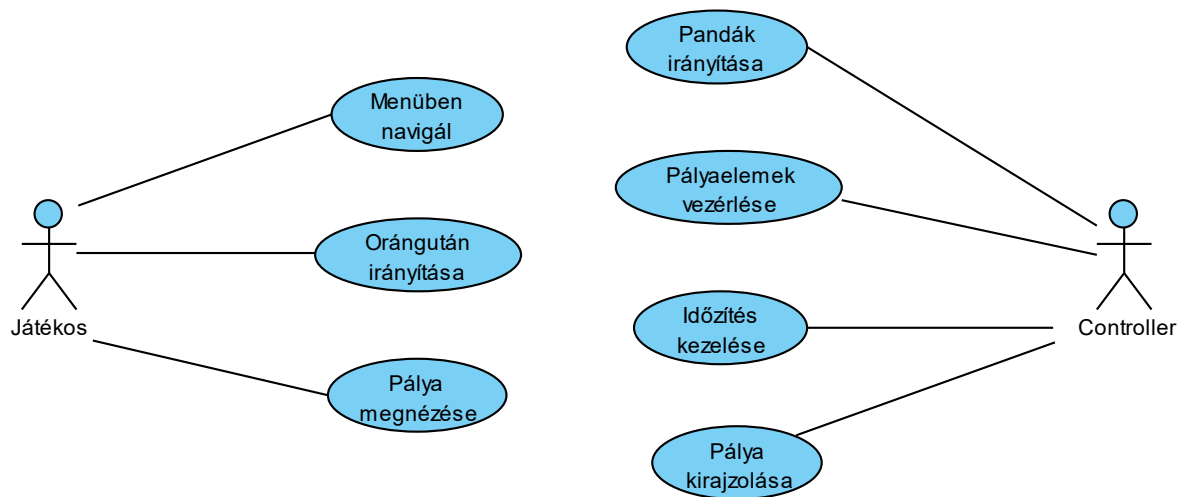 Menüben
navigál
Orángután
irányítása
Játékos
Pálya
megnézése
Pandák
irányítása
Pályaelemek
vezérlése
Időzítés
kezelése
Controller
Pálya
kirajzolása